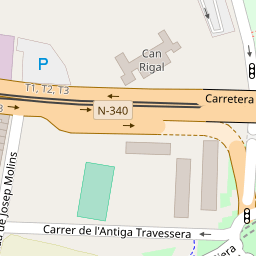 Can
Rigal
P
T1, T2, T3
N-340
Carretera
de Josep Molins
Carrer de l'Antiga Travessera